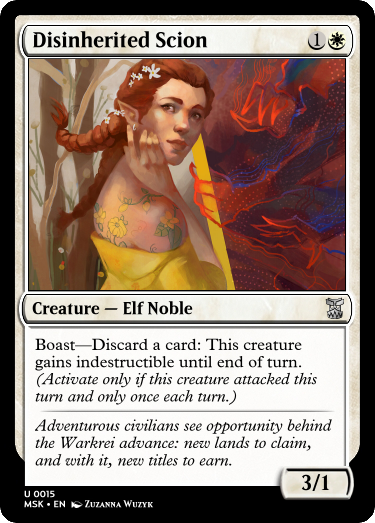 Disinherited Scion 1
Creature — Elf Noble
Boast—Discard a card: This creature
gains indestructible until end of turn.
(Activate only if this creature attacked this
turn and only once each turn.)
Adventurous civilians see opportunity behind
the Warkrei advance: new lands to claim,
and with it, new titles to earn.
3/1
U 0015
MSK • EN Zuzanna Wuzyk